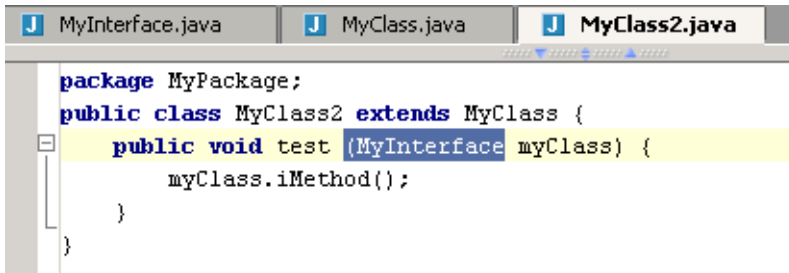 J MyInterface.java J MyClass.java J MyClass2.java
package MyPackage;
public class MyClass2 extends MyClass {
    public void test (MyInterface myClass) {
        myClass.iMethod();
    }
}